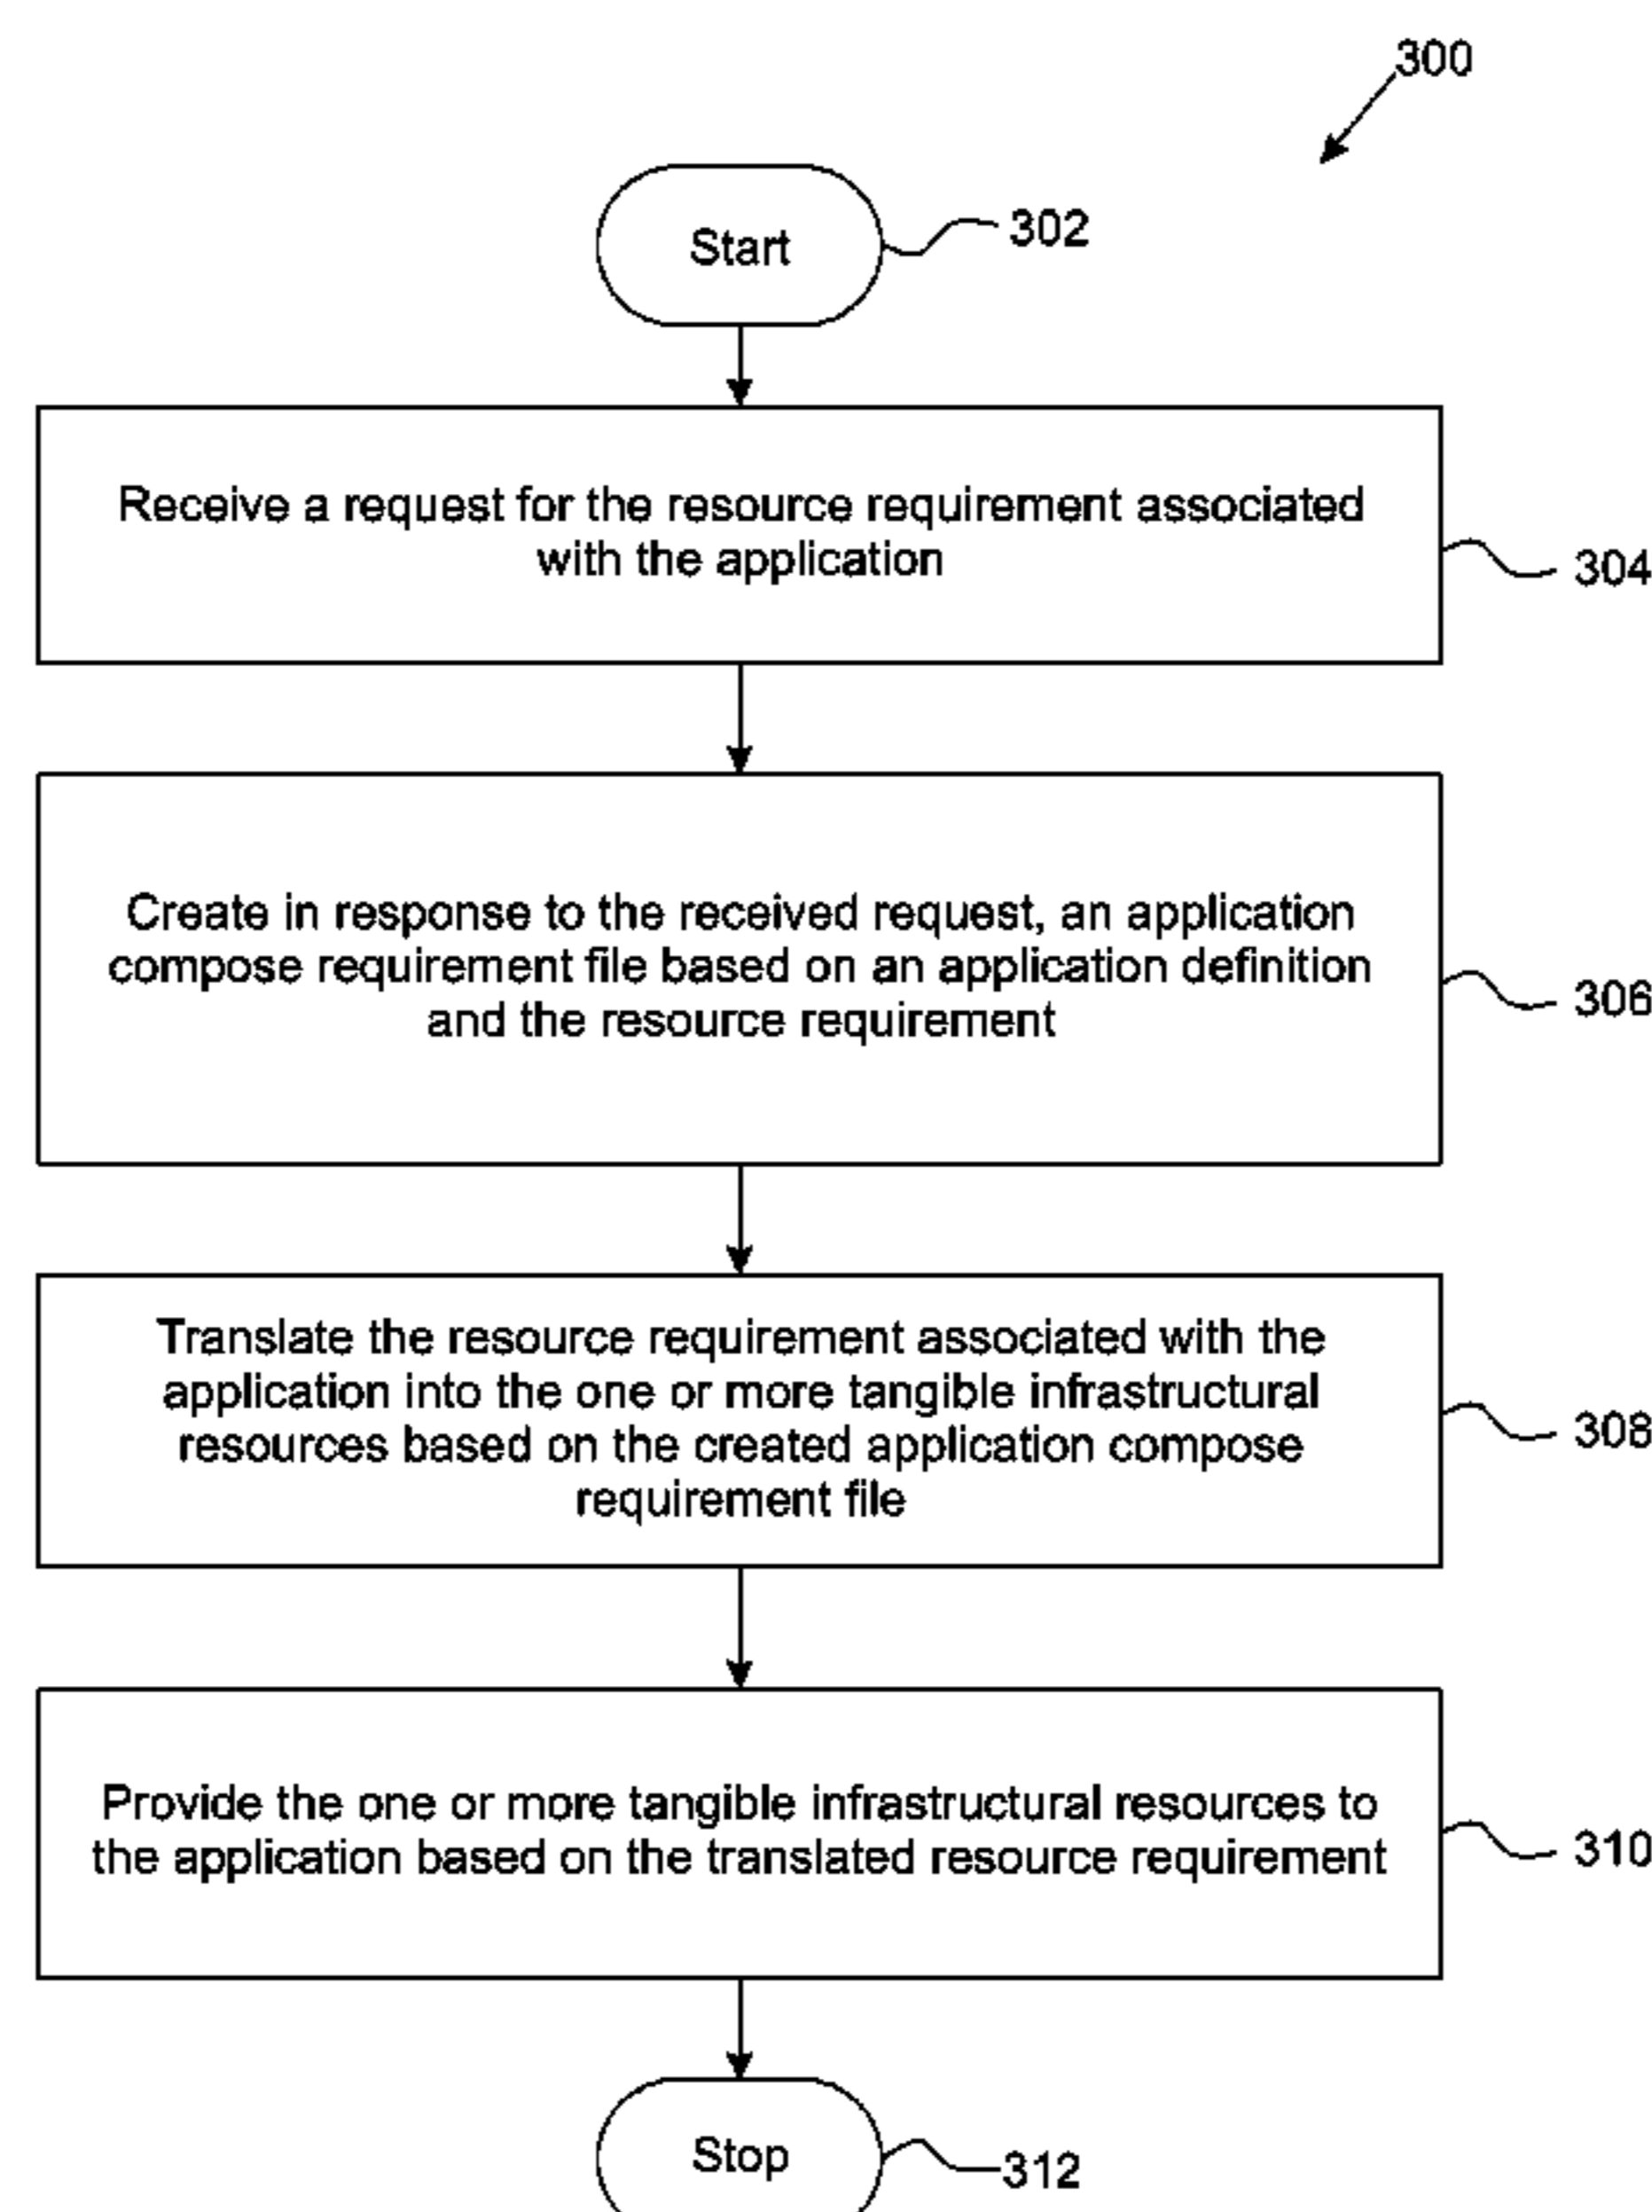 300
Start
302
Receive a request for the resource requirement associated
with the application
304
Create in response to the received request, an application
compose requirement file based on an application definition
and the resource requirement
306
Translate the resource requirement associated with the
application into the one or more tangible infrastructural
resources based on the created application compose
requirement file
308
Provide the one or more tangible infrastructural resources to
the application based on the translated resource requirement
310
Stop
312